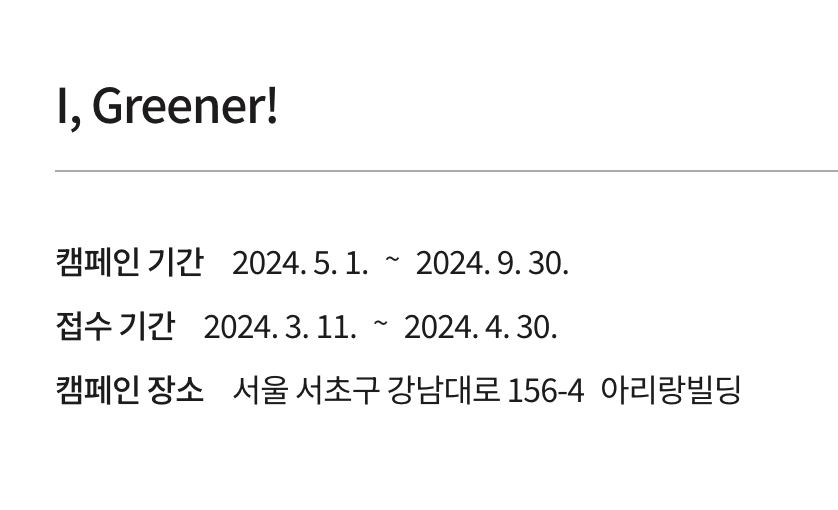 I, Greener!
캠페인 기간 2024. 5. 1. ~ 2024. 9. 30.
접수 기간 2024. 3. 11. ~ 2024. 4. 30.
캠페인 장소 서울 서초구 강남대로 156-4 아리랑빌딩